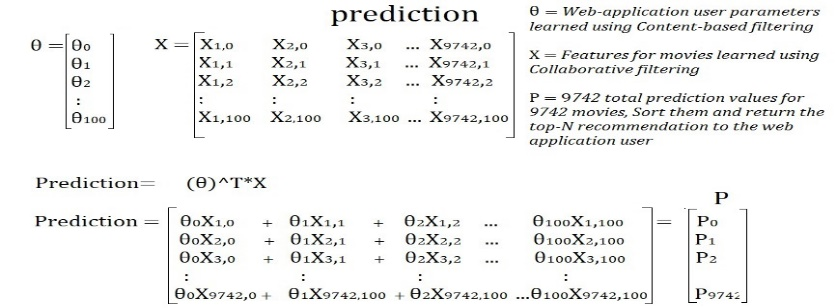 prediction
θ = Web-application user parameters
learned using Content-based filtering
X = Features for movies learned using
Collaborative filtering
P = 9742 total prediction values for
9742 movies, Sort them and return the
top-N recommendation to the web
application user
θ = θ0 X = X1,0 X2,0 X3,0 ... X9742,0
θ1 X1,1 X2,1 X3,1 ... X9742,1
θ2 X1,2 X2,2 X3,2 ... X9742,2
: : : : :
θ100 X1,100 X2,100 X3,100 ... X9742,100
Prediction= (θ)^T*X
P
Prediction = θ0X1,0 + θ1X1,1 + θ2X1,2 ... θ100X1,100 = P0
θ0X2,0 + θ1X2,1 + θ2X2,2 ... θ100X2,100 P1
θ0X3,0 + θ1X3,1 + θ2X3,2 ... θ100X3,100 P2
: : : : :
θ0X9742,0 + θ1X9742,100 + θ2X9742,100 ...θ100X9742,100 P9742